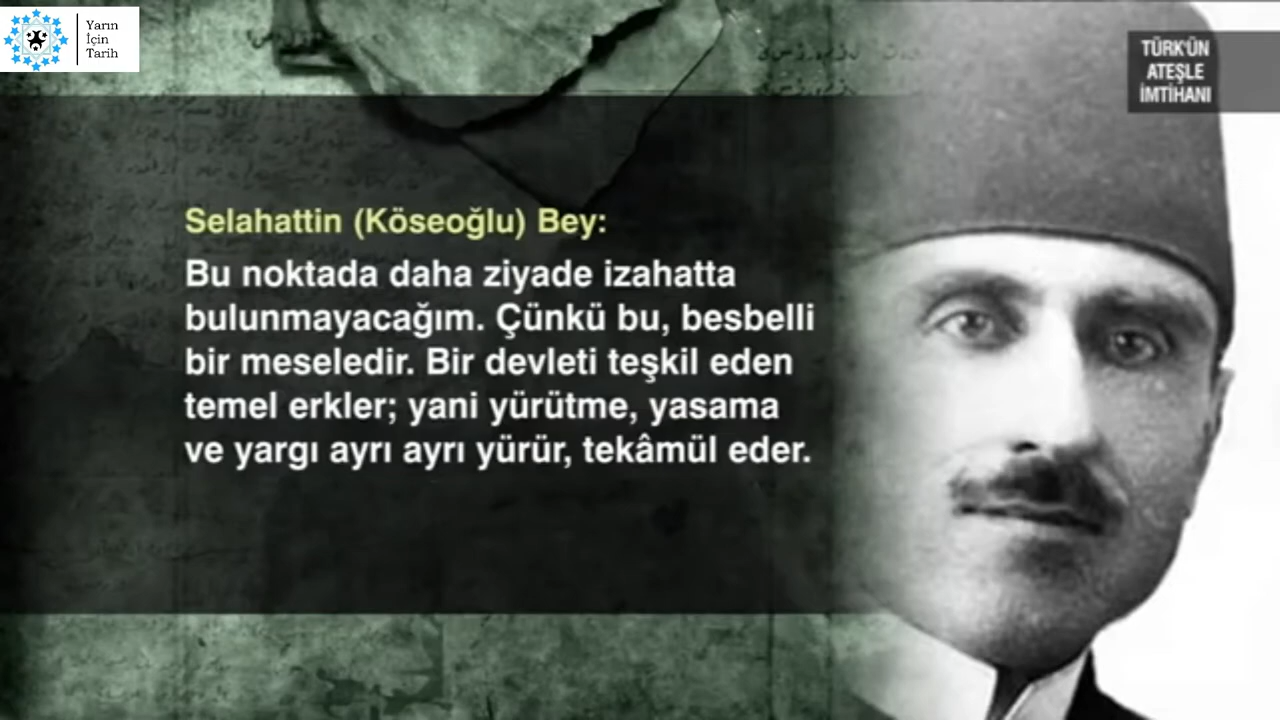 Yarın
İçin
Tarih
TÜRK'ÜN
ATEŞLE
İMTİHANI
Selahattin (Köseoğlu) Bey:
Bu noktada daha ziyade izahatta
bulunmayacağım. Çünkü bu, besbelli
bir meseledir. Bir devleti teşkil eden
temel erkler; yani yürütme, yasama
ve yargı ayrı ayrı yürür, tekâmül eder.